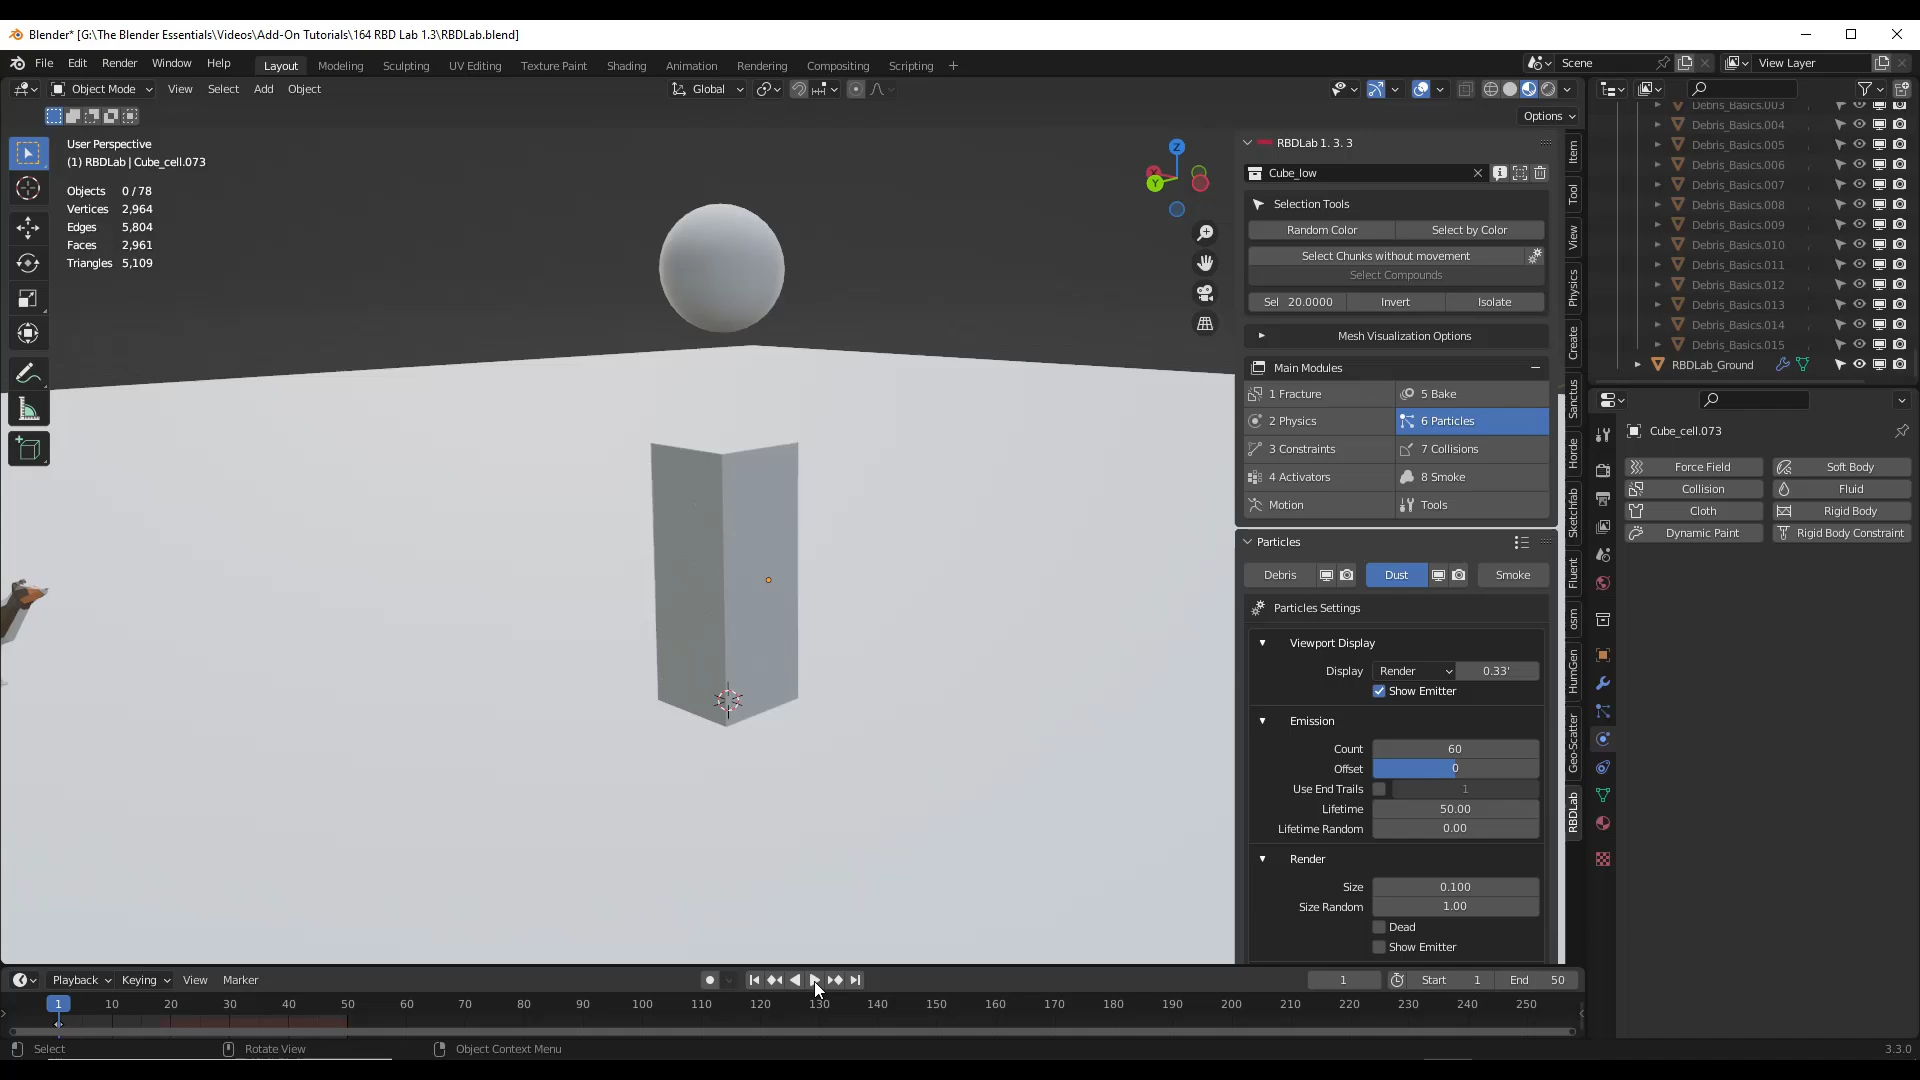 Blender* [G:\The Blender Essentials\Videos\Add-On Tutorials\164 RBD Lab 1.3\RBDLab.blend]
File Edit Render Window Help Layout Modeling Sculpting UV Editing Texture Paint Shading Animation Rendering Compositing Scripting + Scene View Layer
Object Mode View Select Add Object Global
Options
User Perspective
(1) RBDLab | Cube_cell.073
Objects 0 / 78
Vertices 2,964
Edges 5,804
Faces 2,961
Triangles 5,109
Z
Y
RBDLab 1. 3. 3
Cube_low
Selection Tools
Random Color Select by Color
Select Chunks without movement
Select Compounds
Sel 20.0000 Invert Isolate
Mesh Visualization Options
Main Modules
1 Fracture 5 Bake
2 Physics 6 Particles
3 Constraints 7 Collisions
4 Activators 8 Smoke
Motion Tools
Particles
Debris Dust Smoke
Particles Settings
Viewport Display
Display Render 0.33'
Show Emitter
Emission
Count 60
Offset 0
Use End Trails 1
Lifetime 50.00
Lifetime Random 0.00
Render
Size 0.100
Size Random 1.00
Dead
Show Emitter
Item
Tool
View
Physics
Create
Sanctus
Horde
Sketchfab
Fluent
osm
HumGen
Geo-Scatter
RBDLab
Debris_Basics.003
Debris_Basics.004
Debris_Basics.005
Debris_Basics.006
Debris_Basics.007
Debris_Basics.008
Debris_Basics.009
Debris_Basics.010
Debris_Basics.011
Debris_Basics.012
Debris_Basics.013
Debris_Basics.014
Debris_Basics.015
RBDLab_Ground
Cube_cell.073
Force Field Soft Body
Collision Fluid
Cloth Rigid Body
Dynamic Paint Rigid Body Constraint
Playback Keying View Marker 1 Start 1 End 50
1 10 20 30 40 50 60 70 80 90 100 110 120 130 140 150 160 170 180 190 200 210 220 230 240 250
Select Rotate View Object Context Menu 3.3.0